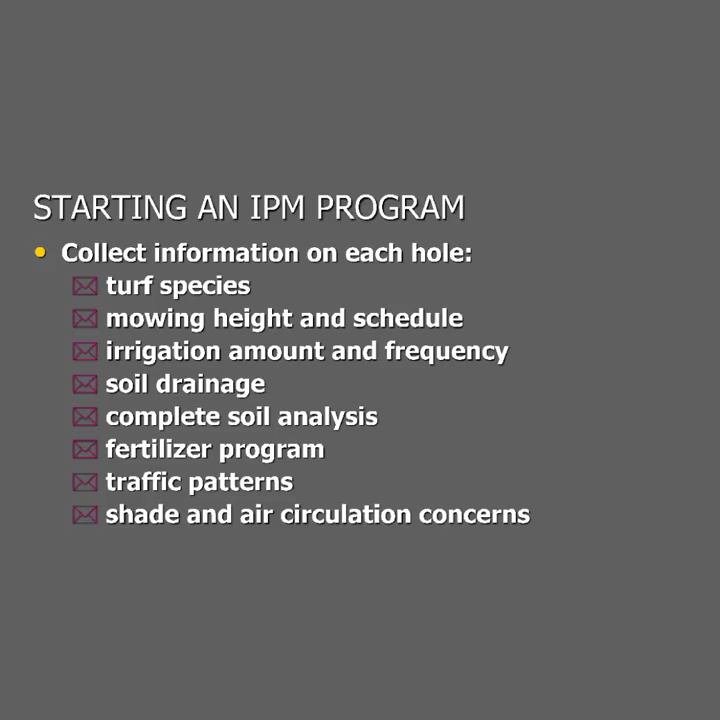 STARTING AN IPM PROGRAM
• Collect information on each hole:
turf species
mowing height and schedule
irrigation amount and frequency
soil drainage
complete soil analysis
fertilizer program
traffic patterns
shade and air circulation concerns